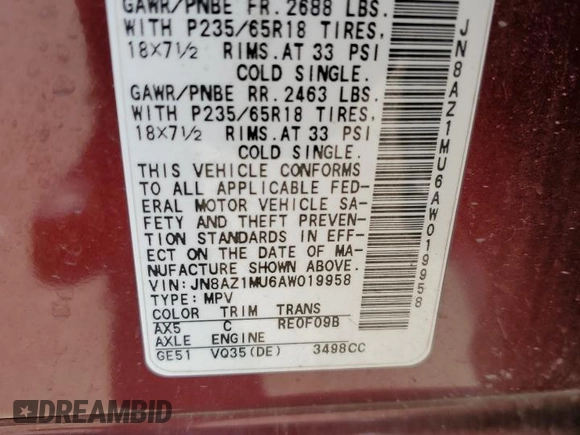 GAWR/PNBE FR. 2688 LBS.
WITH P235/65R18 TIRES,
18X7½ RIMS.AT 33 PSI
COLD SINGLE.
GAWR/PNBE RR. 2463 LBS.
WITH P235/65R18 TIRES,
18X7½ RIMS.AT 33 PSI
COLD SINGLE.
THIS VEHICLE CONFORMS
TO ALL APPLICABLE FED-
ERAL MOTOR VEHICLE SA-
FETY AND THEFT PREVEN-
TION STANDARDS IN EFF-
ECT ON THE DATE OF MA-
NUFACTURE SHOWN ABOVE.
VIN:JN8AZ1MU6AW019958
TYPE:MPV
COLOR TRIM TRANS
AX5 C RE0F09B
AXLE ENGINE
GE51 VQ35(DE) 3498CC
JN8AZ1MU6AW019958
DREAMBID